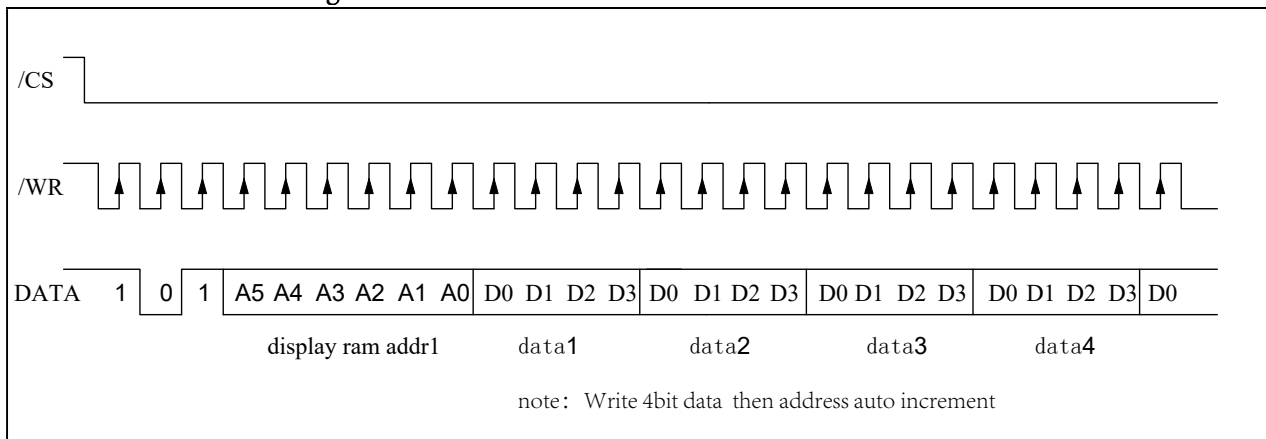 /CS
/WR
DATA 1 0 1 A5 A4 A3 A2 A1 A0 D0 D1 D2 D3 D0 D1 D2 D3 D0 D1 D2 D3 D0 D1 D2 D3 D0
display ram addr1 data1 data2 data3 data4
note： Write 4bit data then address auto increment